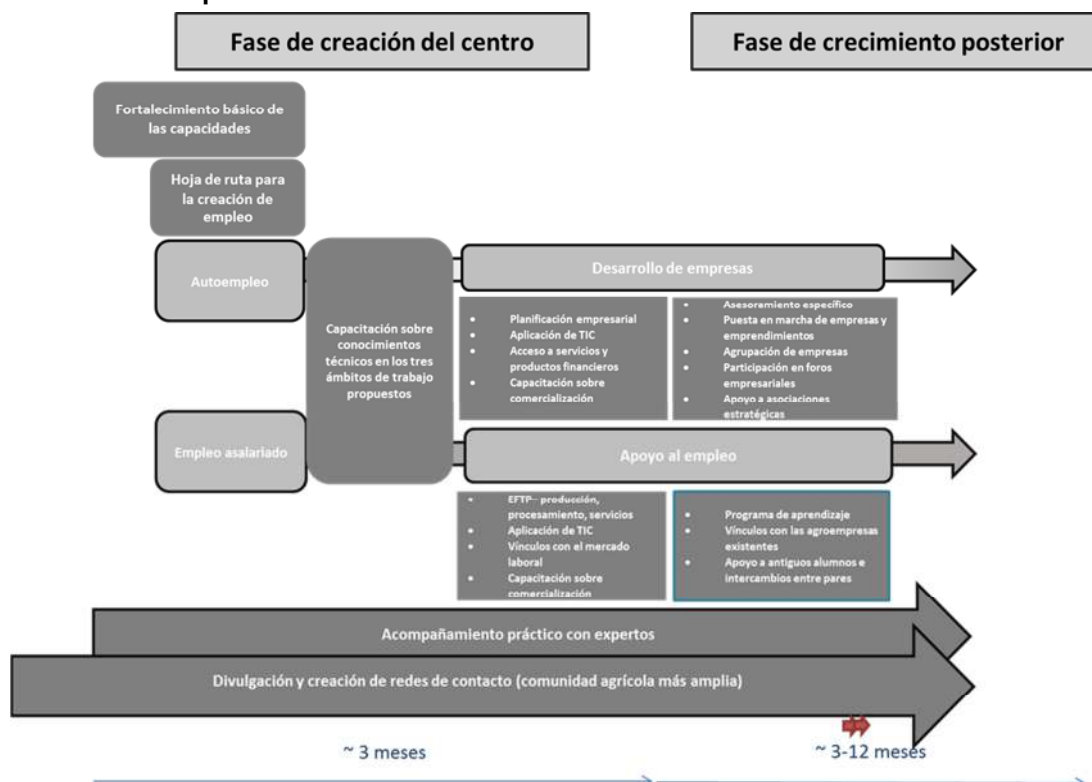 Fase de creación del centro
Fase de crecimiento posterior
Fortalecimiento básico de
las capacidades
Hoja de ruta para
la creación de
empleo
Autoempleo
Capacitación sobre
conocimientos
técnicos en los tres
ámbitos de trabajo
propuestos
Desarrollo de empresas
• Planificación empresarial
• Aplicación de TIC
• Acceso a servicios y
productos financieros
• Capacitación sobre
comercialización
• Asesoramiento específico
• Puesta en marcha de empresas y
emprendimientos
• Agrupación de empresas
• Participación en foros
empresariales
• Apoyo a asociaciones
estratégicas
Empleo asalariado
Apoyo al empleo
• EFTP– producción,
procesamiento, servicios
• Aplicación de TIC
• Vínculos con el mercado
laboral
• Capacitación sobre
comercialización
• Programa de aprendizaje
• Vínculos con las agroempresas
existentes
• Apoyo a antiguos alumnos e
intercambios entre pares
Acompañamiento práctico con expertos
Divulgación y creación de redes de contacto (comunidad agrícola más amplia)
~ 3 meses
~ 3-12 meses